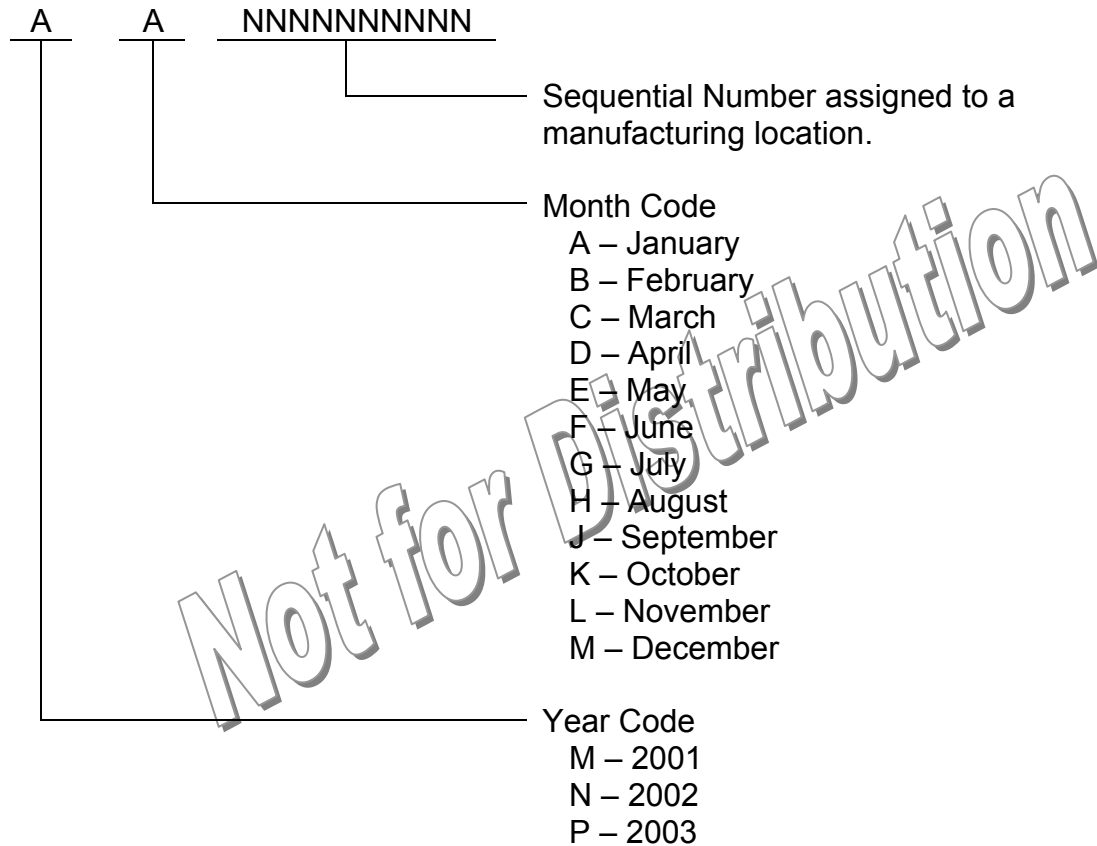 A A NNNNNNNNNN
Sequential Number assigned to a
manufacturing location.
Month Code
A – January
B – February
C – March
D – April
E – May
F – June
G – July
H – August
J – September
K – October
L – November
M – December
Year Code
M – 2001
N – 2002
P – 2003
Not for Distribution